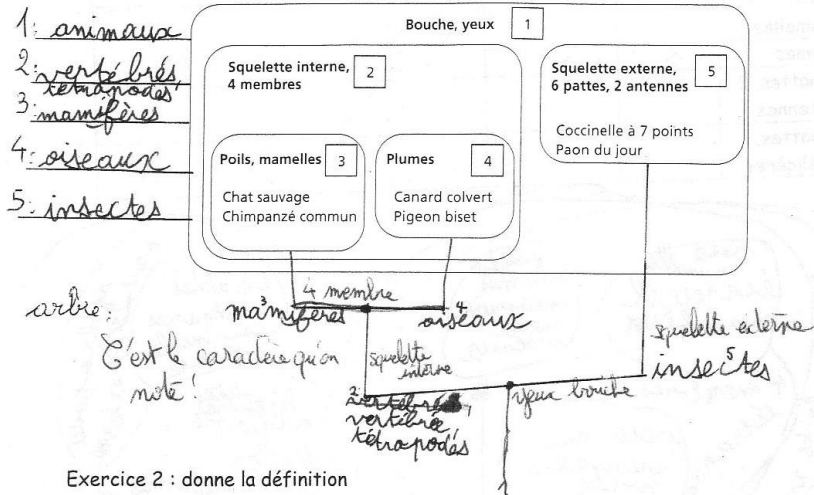 1: animaux
2: vertébrés,
tétrapodes
3: mamifères
4: oiseaux
5: insectes
Bouche, yeux 1
Squelette interne,
4 membres 2
Squelette externe,
6 pattes, 2 antennes 5
Coccinelle à 7 points
Paon du jour
Poils, mamelles 3
Chat sauvage
Chimpanzé commun
Plumes 4
Canard colvert
Pigeon biset
arbre:
4 membre
mamifères 3
oiseaux 4
C'est le caractère qu'on
note!
squelette
interne
squelette externe
insectes 5
yeux bouche
2
vertébrée
tétrapodés
1
Exercice 2 : donne la définition